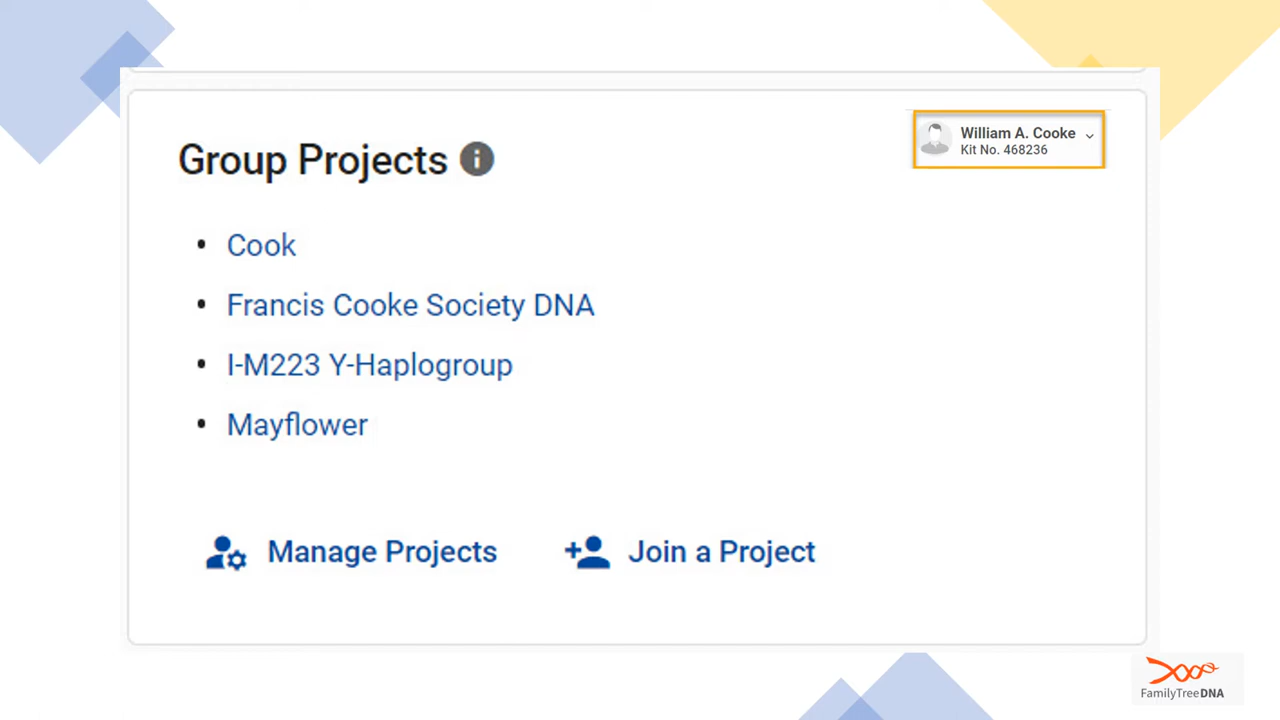 William A. Cooke
Kit No. 468236
Group Projects i
• Cook
• Francis Cooke Society DNA
• I-M223 Y-Haplogroup
• Mayflower
Manage Projects
Join a Project
FamilyTreeDNA